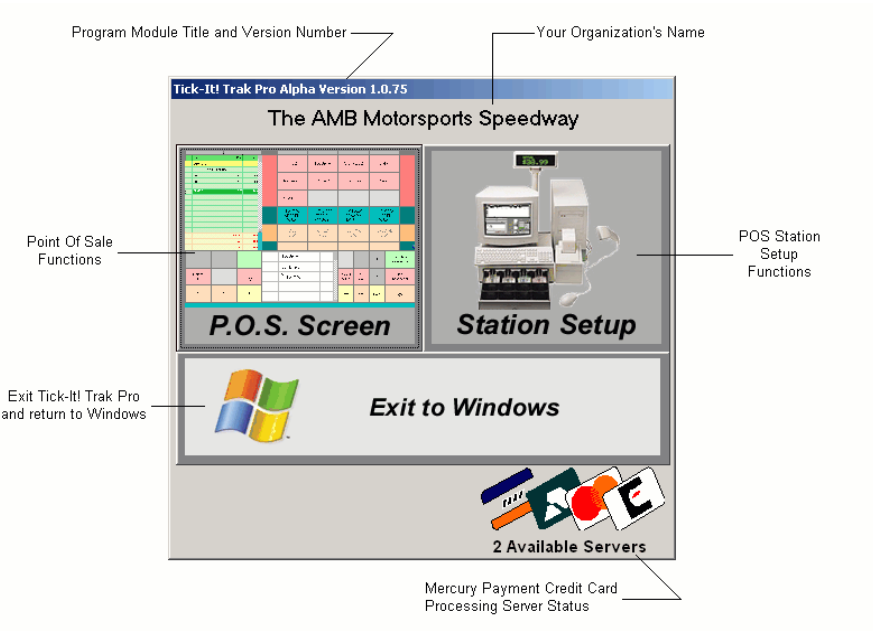 Program Module Title and Version Number
Your Organization's Name
Tick-It! Trak Pro Alpha Version 1.0.75
The AMB Motorsports Speedway
Point Of Sale
Functions
POS Station
Setup
Functions
P.O.S. Screen
Station Setup
Exit Tick-It! Trak Pro
and return to Windows
Exit to Windows
2 Available Servers
Mercury Payment Credit Card
Processing Server Status